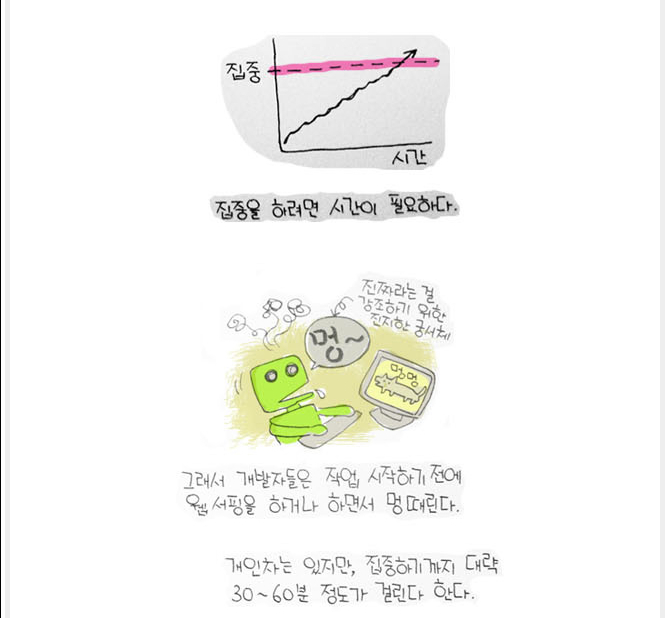 집중
시간
집중을 하려면 시간이 필요하다.
진짜라는 걸
강조하기 위한
진지한 궁서체
멍~
멍멍
그래서 개발자들은 작업 시작하기 전에
웹서핑을 하거나 하면서 멍때린다.
개인차는 있지만, 집중하기까지 대략
30~60분 정도가 걸린다 한다.